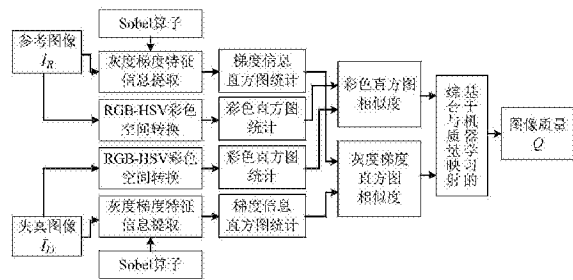 Sobel算子
参考图像
I_R
灰度梯度特征
信息提取
梯度信息
直方图统计
RGB-HSV彩色
空间转换
彩色直方图
统计
彩色直方图
相似度
RGB-HSV彩色
空间转换
彩色直方图
统计
灰度梯度
直方图
相似度
失真图像
I_D
灰度梯度特征
信息提取
梯度信息
直方图统计
Sobel算子
基于机器学习的
综合与质量映射
图像质量
Q